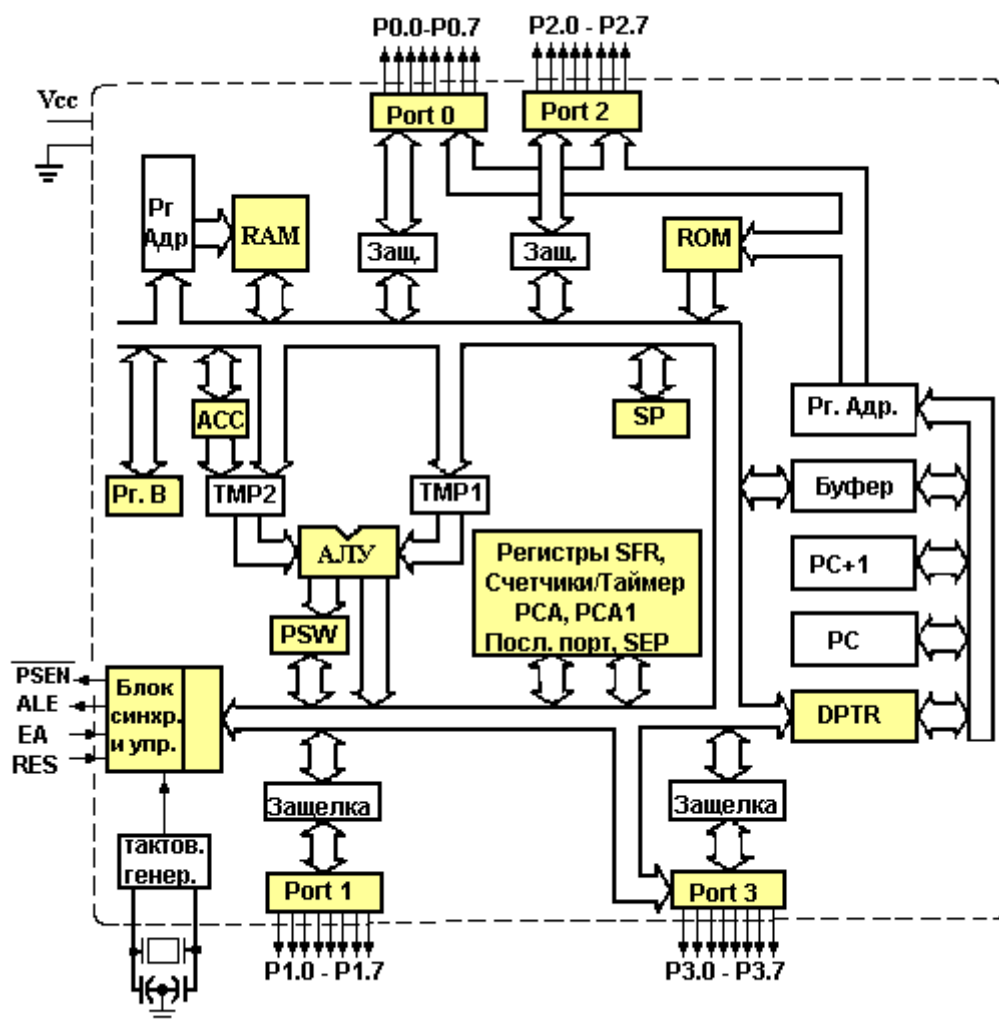 P0.0-P0.7
P2.0 - P2.7
Vcc
Port 0
Port 2
Рг
Адр
RAM
Защ.
Защ.
ROM
ACC
SP
Рг. Адр.
Рг. В
TMP2
TMP1
Буфер
АЛУ
Регистры SFR,
Счетчики/Таймер
PCA, PCA1
Посл. порт, SEP
PC+1
PSW
PC
PSEN
ALE
EA
RES
Блок
синхр.
и упр.
DPTR
Защелка
Защелка
тактов.
генер.
Port 1
Port 3
P1.0 - P1.7
P3.0 - P3.7